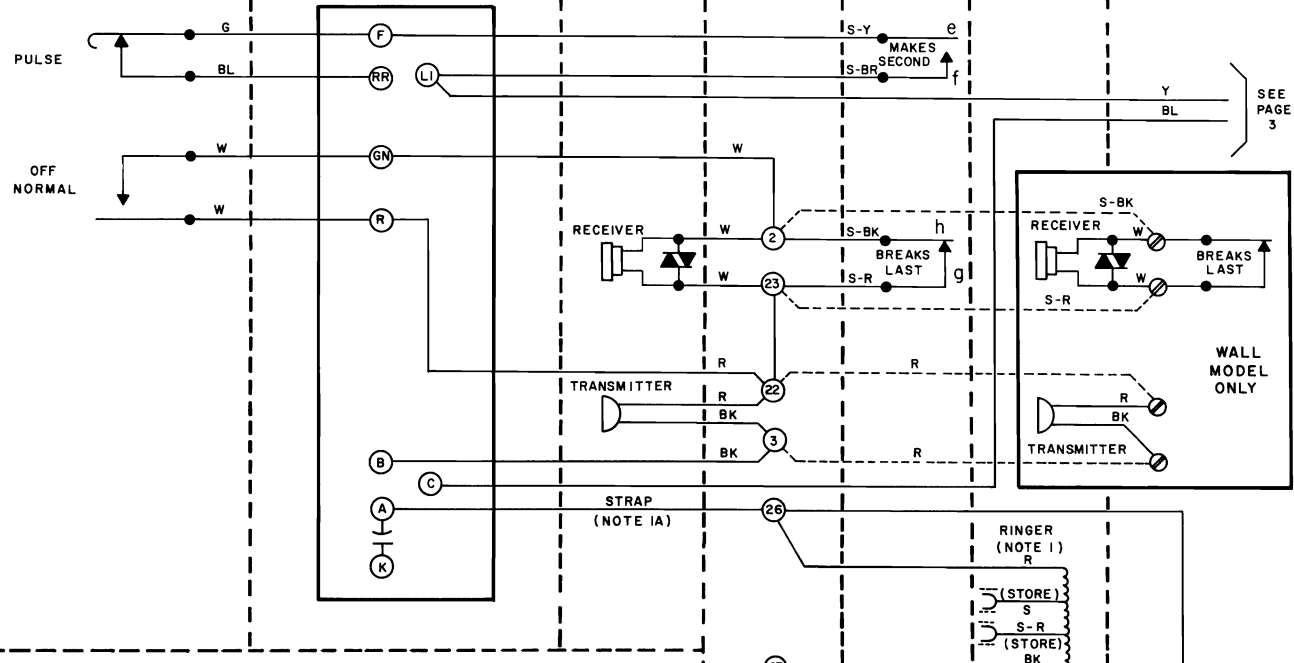 G
F
S-Y
e
PULSE
MAKES
SECOND
BL
RR
L1
S-BR
f
Y
BL
SEE
PAGE
3
W
GN
W
OFF
NORMAL
W
R
S-BK
RECEIVER
W
2
S-BK
h
BREAKS
LAST
W
23
S-R
g
S-R
RECEIVER
W
BREAKS
LAST
W
WALL
MODEL
ONLY
R
22
R
TRANSMITTER
R
BK
3
R
BK
TRANSMITTER
B
BK
R
C
A
STRAP
(NOTE 1A)
26
K
RINGER
(NOTE 1)
R
(STORE)
S
S-R
(STORE)
BK